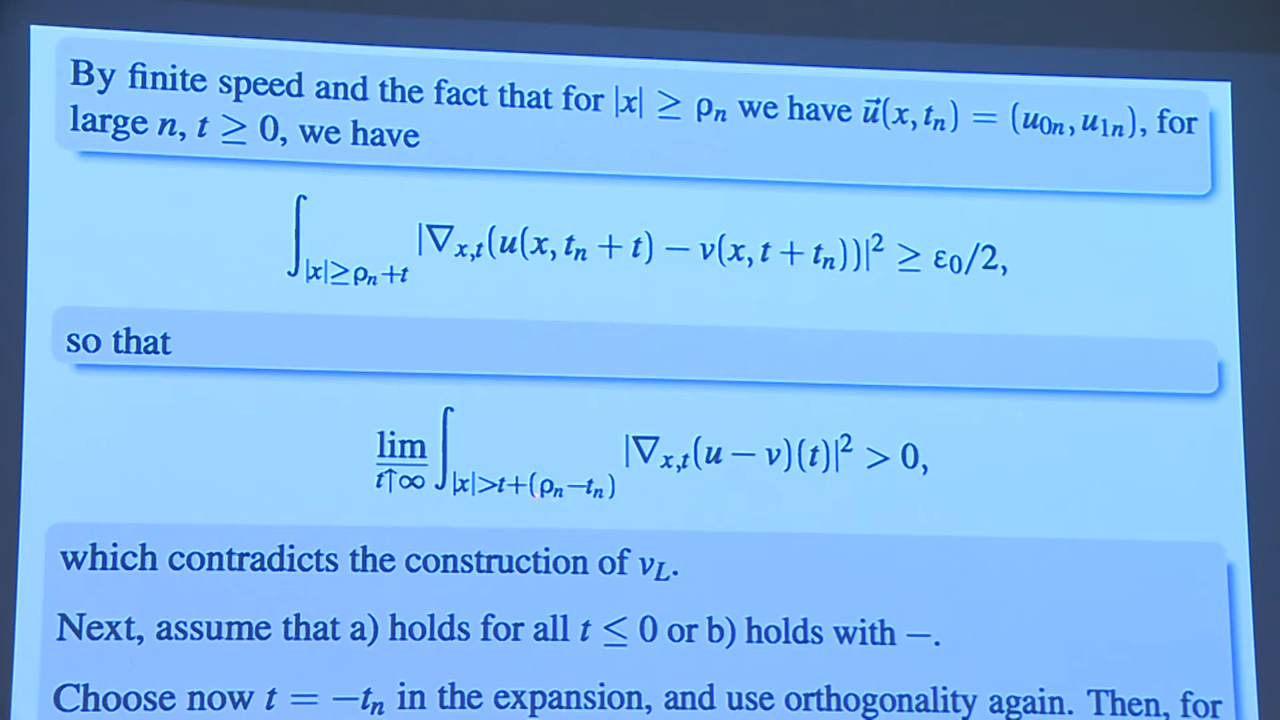 By finite speed and the fact that for |x| ≥ ρₙ we have u⃗(x, tₙ) = (u₀ₙ, u₁ₙ), for
large n, t ≥ 0, we have
∫_{|x|≥ρₙ+t} |∇_{x,t}(u(x, tₙ + t) − v(x, t + tₙ))|² ≥ ε₀/2,
so that
\underline{lim}_{t↑∞} ∫_{|x|>t+(ρₙ−tₙ)} |∇_{x,t}(u − v)(t)|² > 0,
which contradicts the construction of v_L.
Next, assume that a) holds for all t ≤ 0 or b) holds with −.
Choose now t = −tₙ in the expansion, and use orthogonality again. Then, for